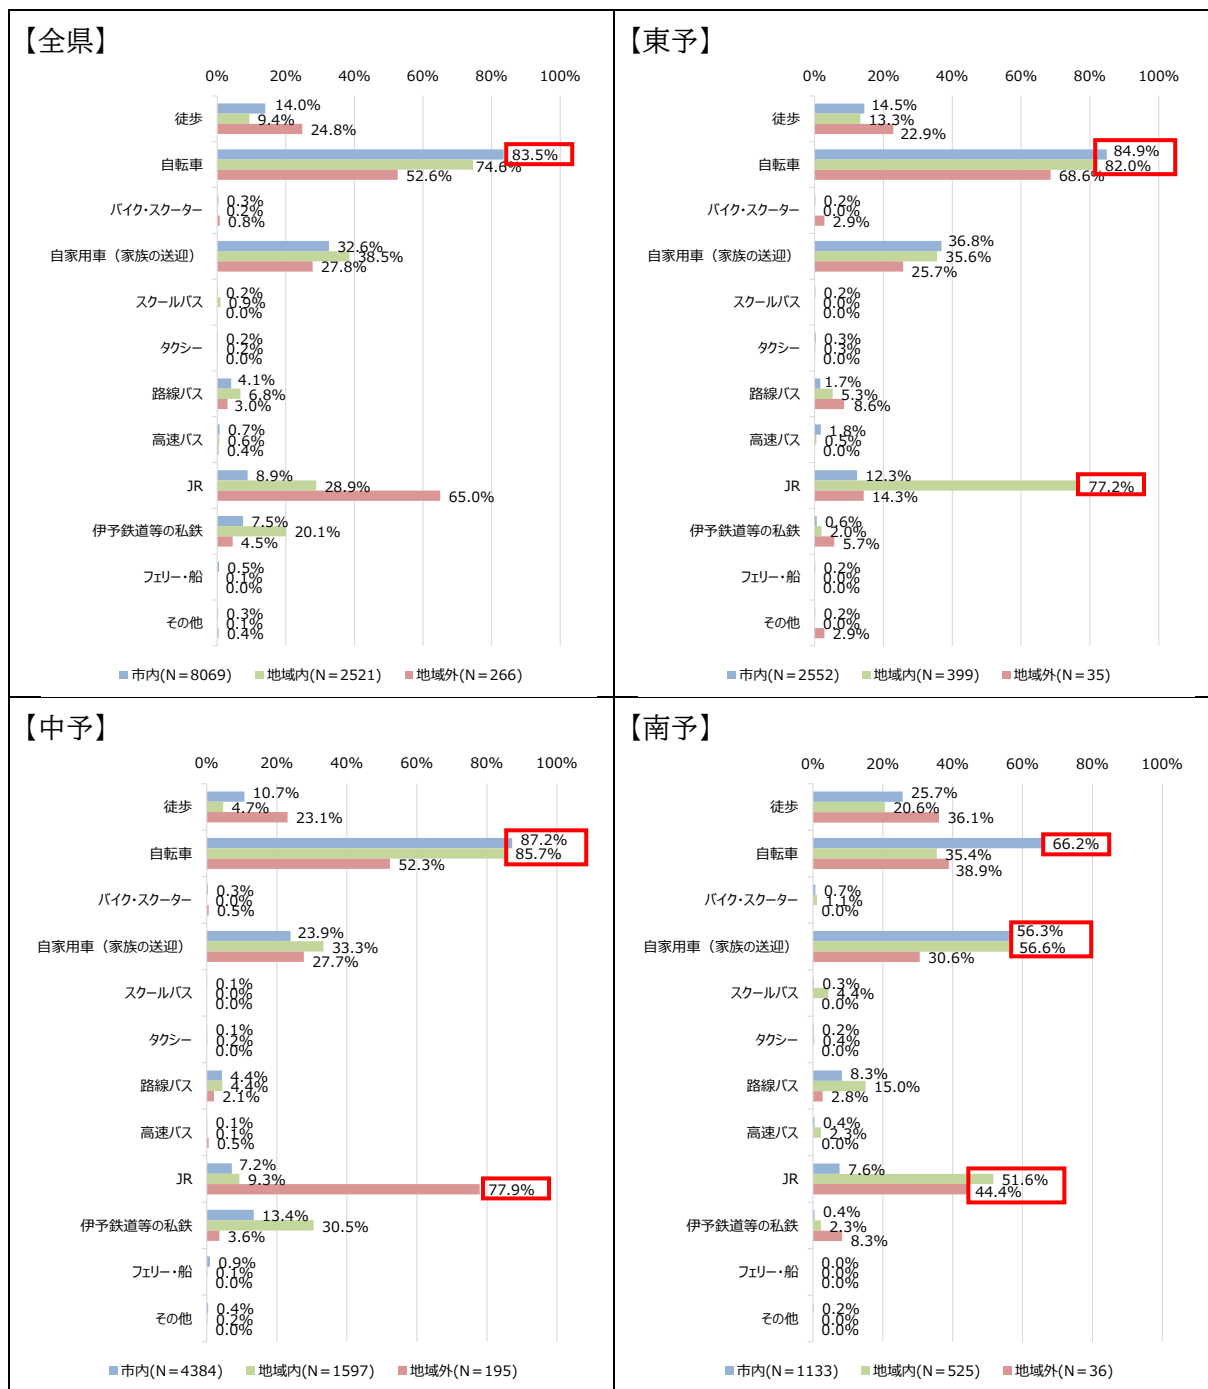 【全県】
0% 20% 40% 60% 80% 100%
徒歩 14.0% 9.4% 24.8%
自転車 83.5% 74.6% 52.6%
バイク・スクーター 0.3% 0.2% 0.8%
自家用車（家族の送迎） 32.6% 38.5% 27.8%
スクールバス 0.2% 0.9% 0.0%
タクシー 0.2% 0.2% 0.0%
路線バス 4.1% 6.8% 3.0%
高速バス 0.7% 0.6% 0.4%
JR 8.9% 28.9% 65.0%
伊予鉄道等の私鉄 7.5% 20.1% 4.5%
フェリー・船 0.5% 0.1% 0.0%
その他 0.3% 0.1% 0.4%
市内(N＝8069) 地域内(N＝2521) 地域外(N＝266)
【東予】
0% 20% 40% 60% 80% 100%
徒歩 14.5% 13.3% 22.9%
自転車 84.9% 82.0% 68.6%
バイク・スクーター 0.2% 0.0% 2.9%
自家用車（家族の送迎） 36.8% 35.6% 25.7%
スクールバス 0.2% 0.0% 0.0%
タクシー 0.3% 0.3% 0.0%
路線バス 1.7% 5.3% 8.6%
高速バス 1.8% 0.5% 0.0%
JR 12.3% 77.2% 14.3%
伊予鉄道等の私鉄 0.6% 2.0% 5.7%
フェリー・船 0.2% 0.0% 0.0%
その他 0.2% 0.0% 2.9%
市内(N＝2552) 地域内(N＝399) 地域外(N＝35)
【中予】
0% 20% 40% 60% 80% 100%
徒歩 10.7% 4.7% 23.1%
自転車 87.2% 85.7% 52.3%
バイク・スクーター 0.3% 0.0% 0.5%
自家用車（家族の送迎） 23.9% 33.3% 27.7%
スクールバス 0.1% 0.0% 0.0%
タクシー 0.1% 0.2% 0.0%
路線バス 4.4% 4.4% 2.1%
高速バス 0.1% 0.1% 0.5%
JR 7.2% 9.3% 77.9%
伊予鉄道等の私鉄 13.4% 30.5% 3.6%
フェリー・船 0.9% 0.1% 0.0%
その他 0.4% 0.2% 0.0%
市内(N＝4384) 地域内(N＝1597) 地域外(N＝195)
【南予】
0% 20% 40% 60% 80% 100%
徒歩 25.7% 20.6% 36.1%
自転車 66.2% 35.4% 38.9%
バイク・スクーター 0.7% 1.1% 0.0%
自家用車（家族の送迎） 56.3% 56.6% 30.6%
スクールバス 0.3% 4.4% 0.0%
タクシー 0.2% 0.4% 0.0%
路線バス 8.3% 15.0% 2.8%
高速バス 0.4% 2.3% 0.0%
JR 7.6% 51.6% 44.4%
伊予鉄道等の私鉄 0.4% 2.3% 8.3%
フェリー・船 0.0% 0.0% 0.0%
その他 0.2% 0.0% 0.0%
市内(N＝1133) 地域内(N＝525) 地域外(N＝36)